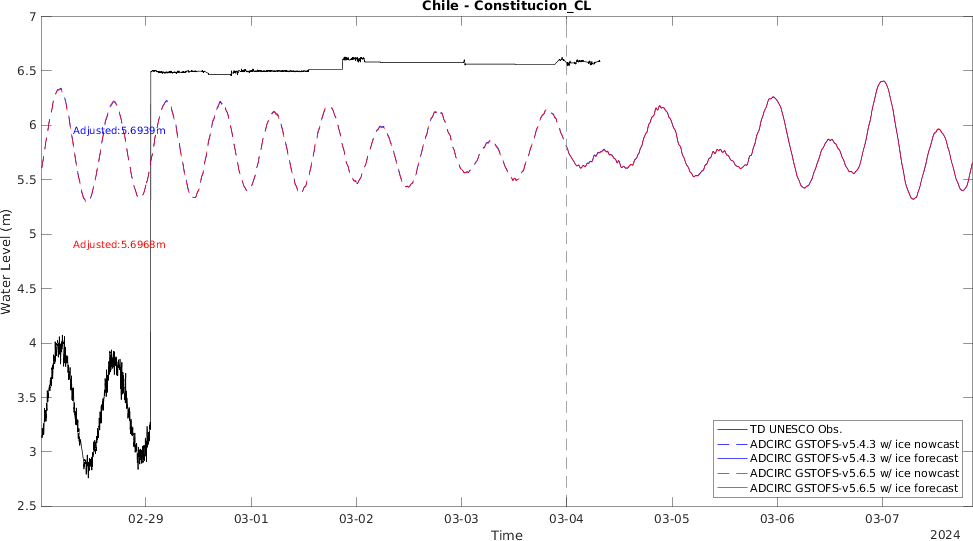 Chile - Constitucion_CL
7
6.5
6
5.5
5
4.5
4
3.5
3
2.5
Water Level (m)
Adjusted:5.6939m
Adjusted:5.6968m
TD UNESCO Obs.
ADCIRC GSTOFS-v5.4.3 w/ ice nowcast
ADCIRC GSTOFS-v5.4.3 w/ ice forecast
ADCIRC GSTOFS-v5.6.5 w/ ice nowcast
ADCIRC GSTOFS-v5.6.5 w/ ice forecast
02-29 03-01 03-02 03-03 03-04 03-05 03-06 03-07
Time
2024